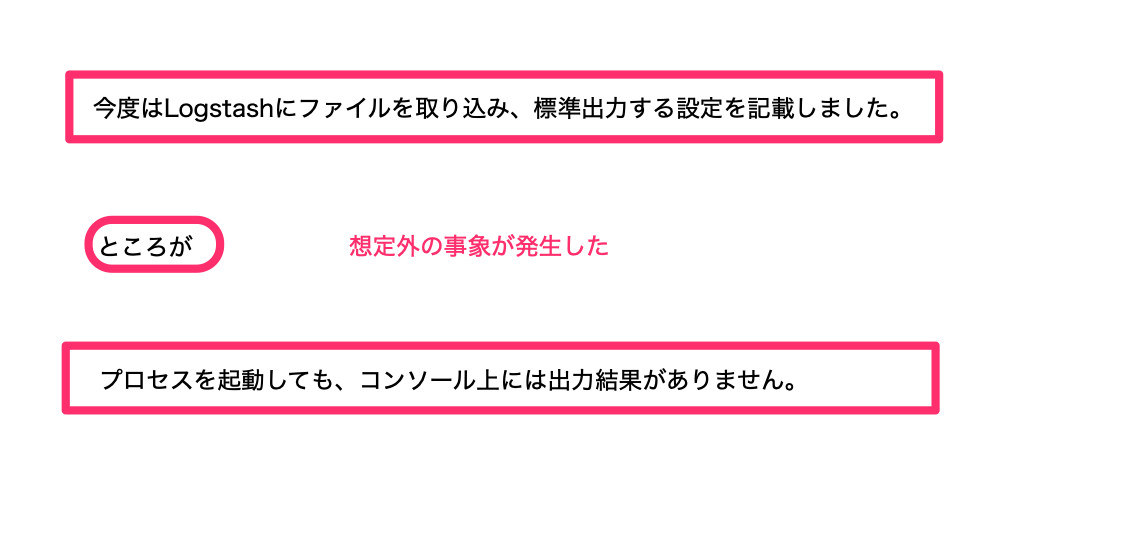 今度はLogstashにファイルを取り込み、標準出力する設定を記載しました。
ところが 想定外の事象が発生した
プロセスを起動しても、コンソール上には出力結果がありません。